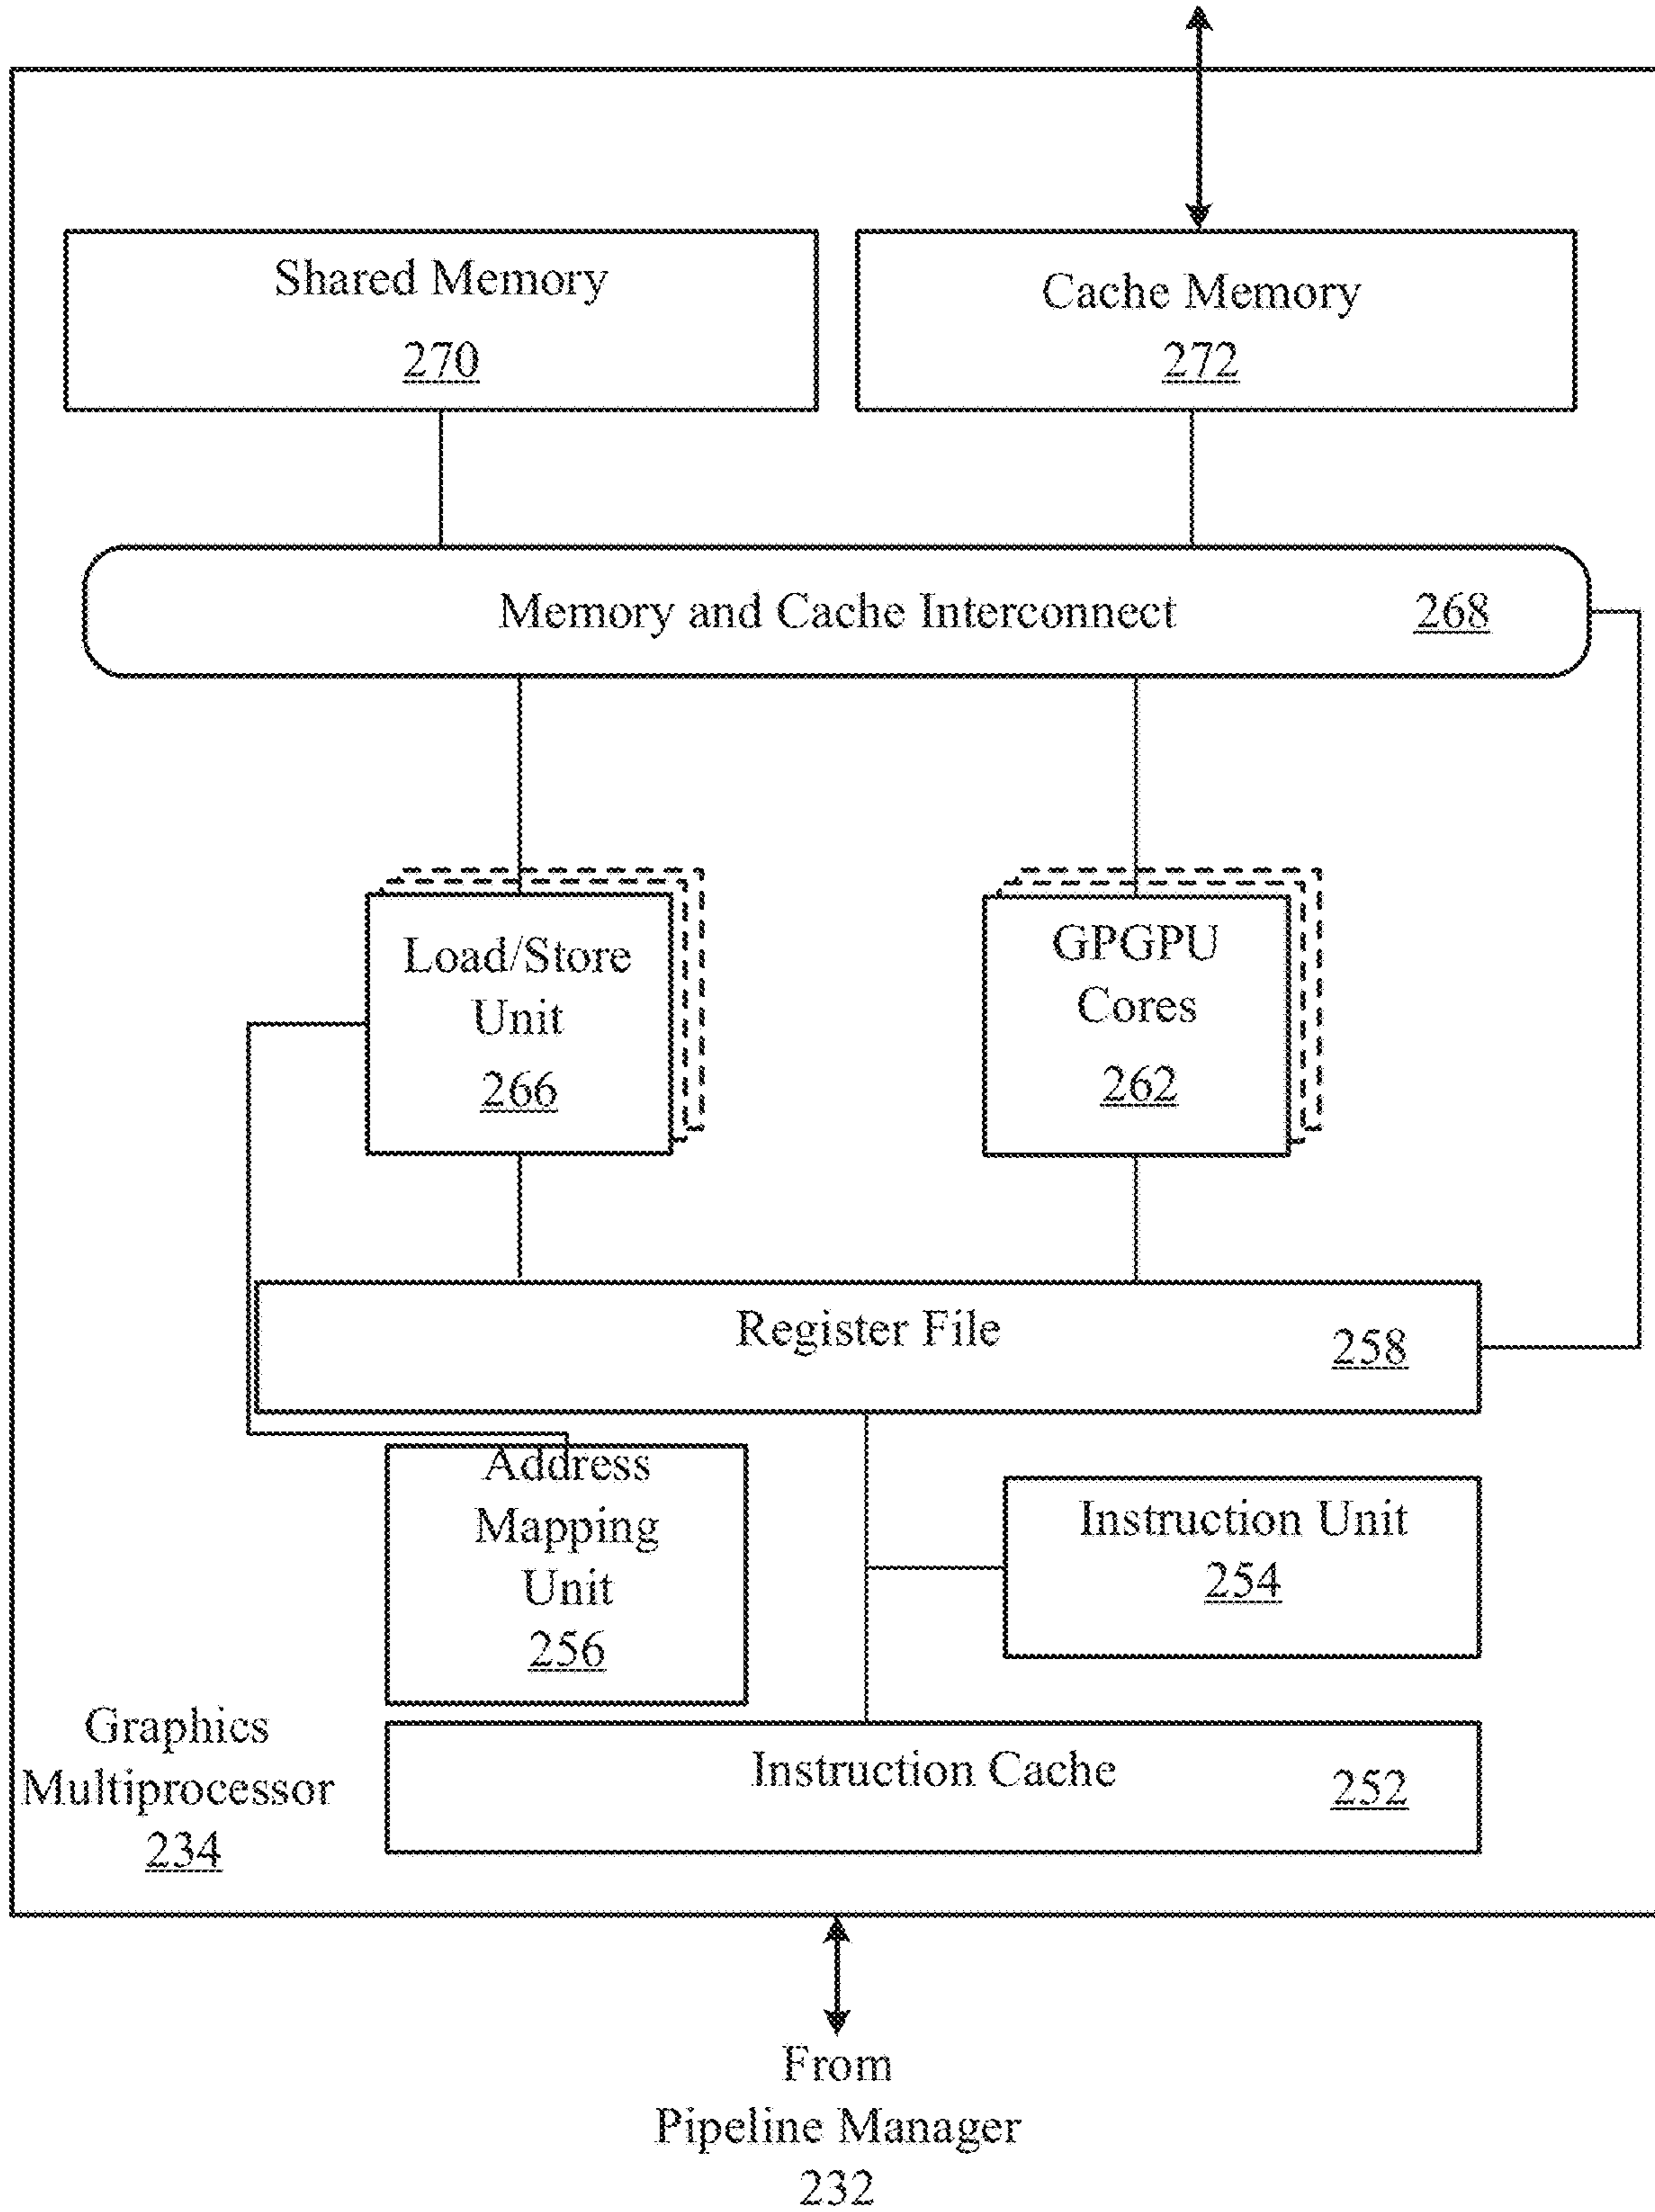 Shared Memory
270
Cache Memory
272
Memory and Cache Interconnect 268
Load/Store
Unit
266
GPGPU
Cores
262
Register File 258
Address
Mapping
Unit
256
Instruction Unit
254
Graphics
Multiprocessor
234
Instruction Cache 252
From
Pipeline Manager
232